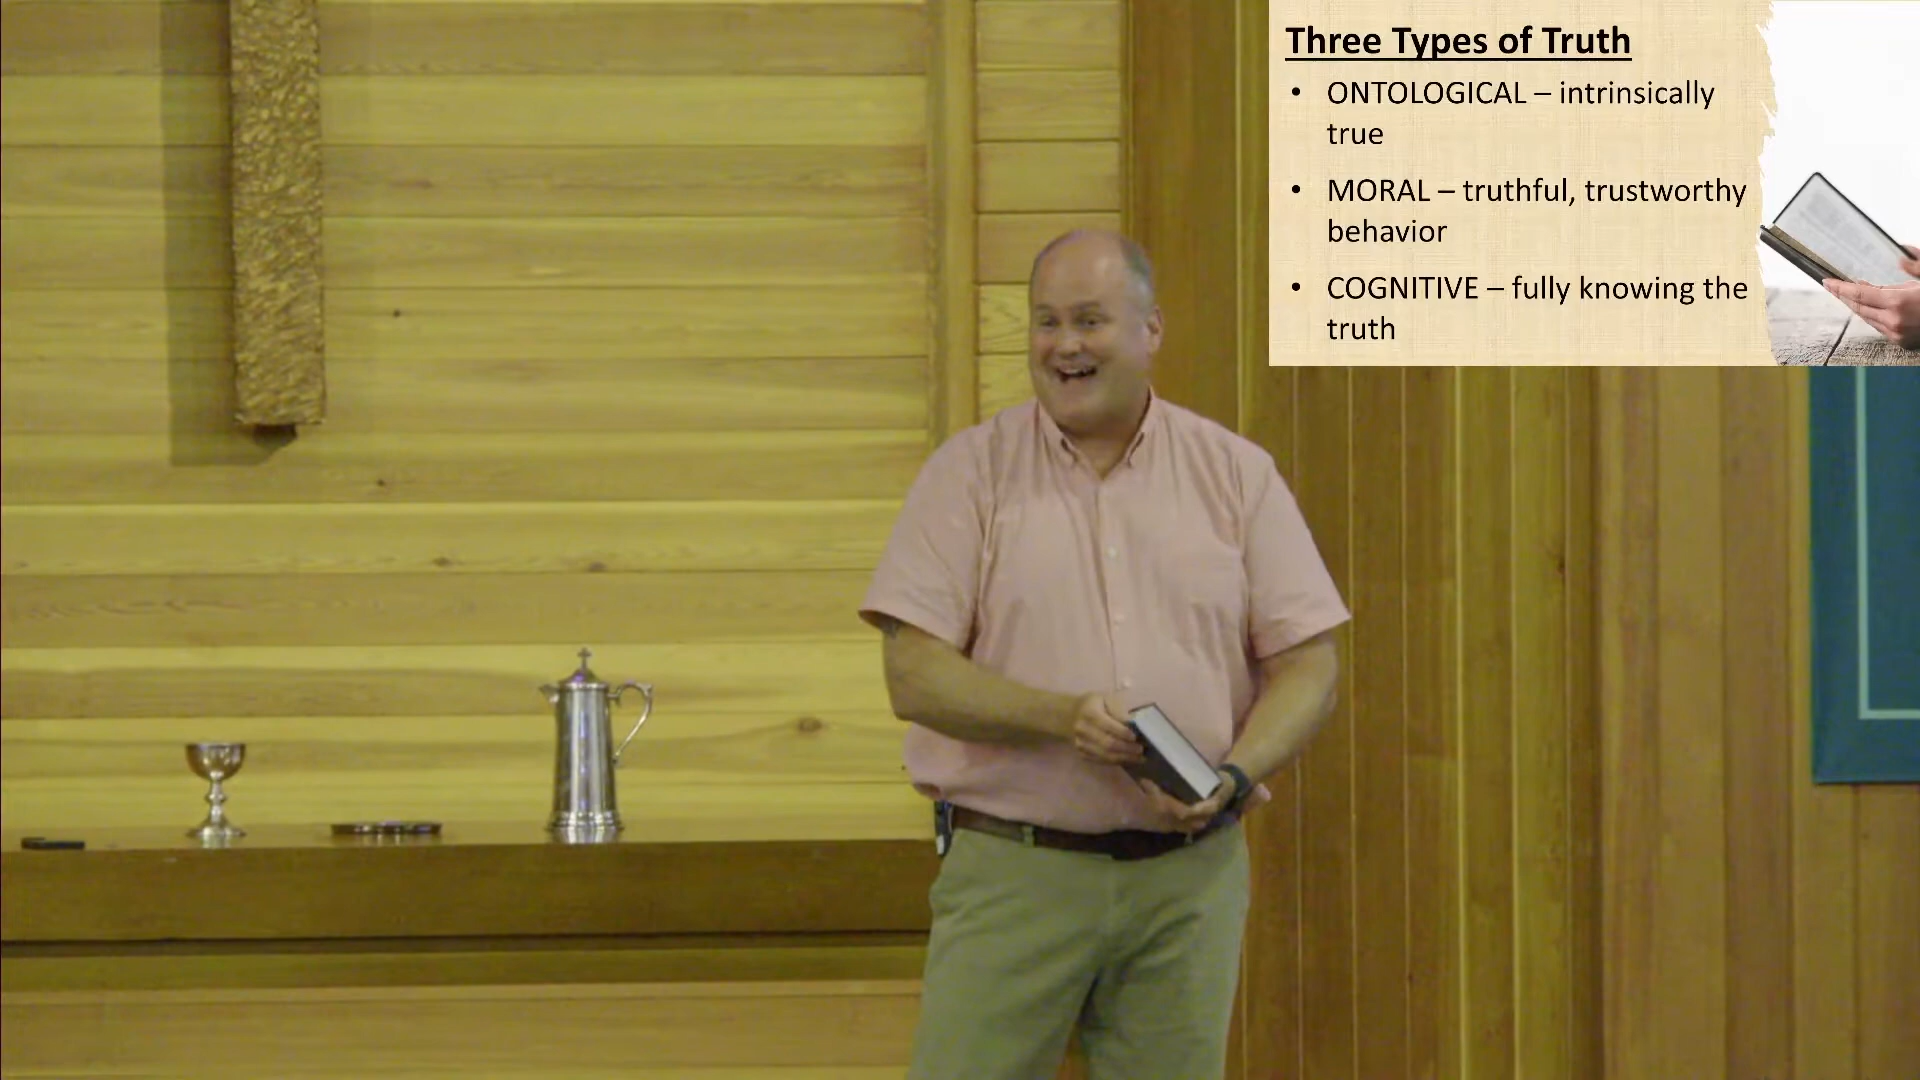 Three Types of Truth
• ONTOLOGICAL – intrinsically
true
• MORAL – truthful, trustworthy
behavior
• COGNITIVE – fully knowing the
truth